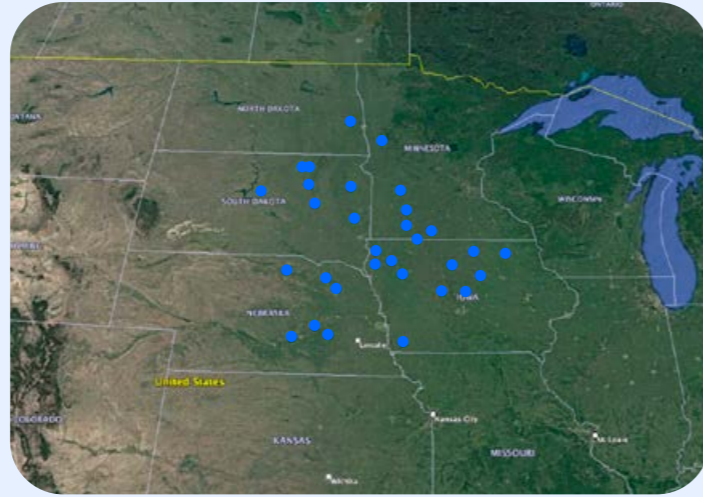 ONTARIO
NORTH DAKOTA
MINNESOTA
SOUTH DAKOTA
WISCONSIN
IOWA
NEBRASKA
Lincoln
United States
COLORADO
Kansas City
KANSAS
St. Louis
MISSOURI
Wichita